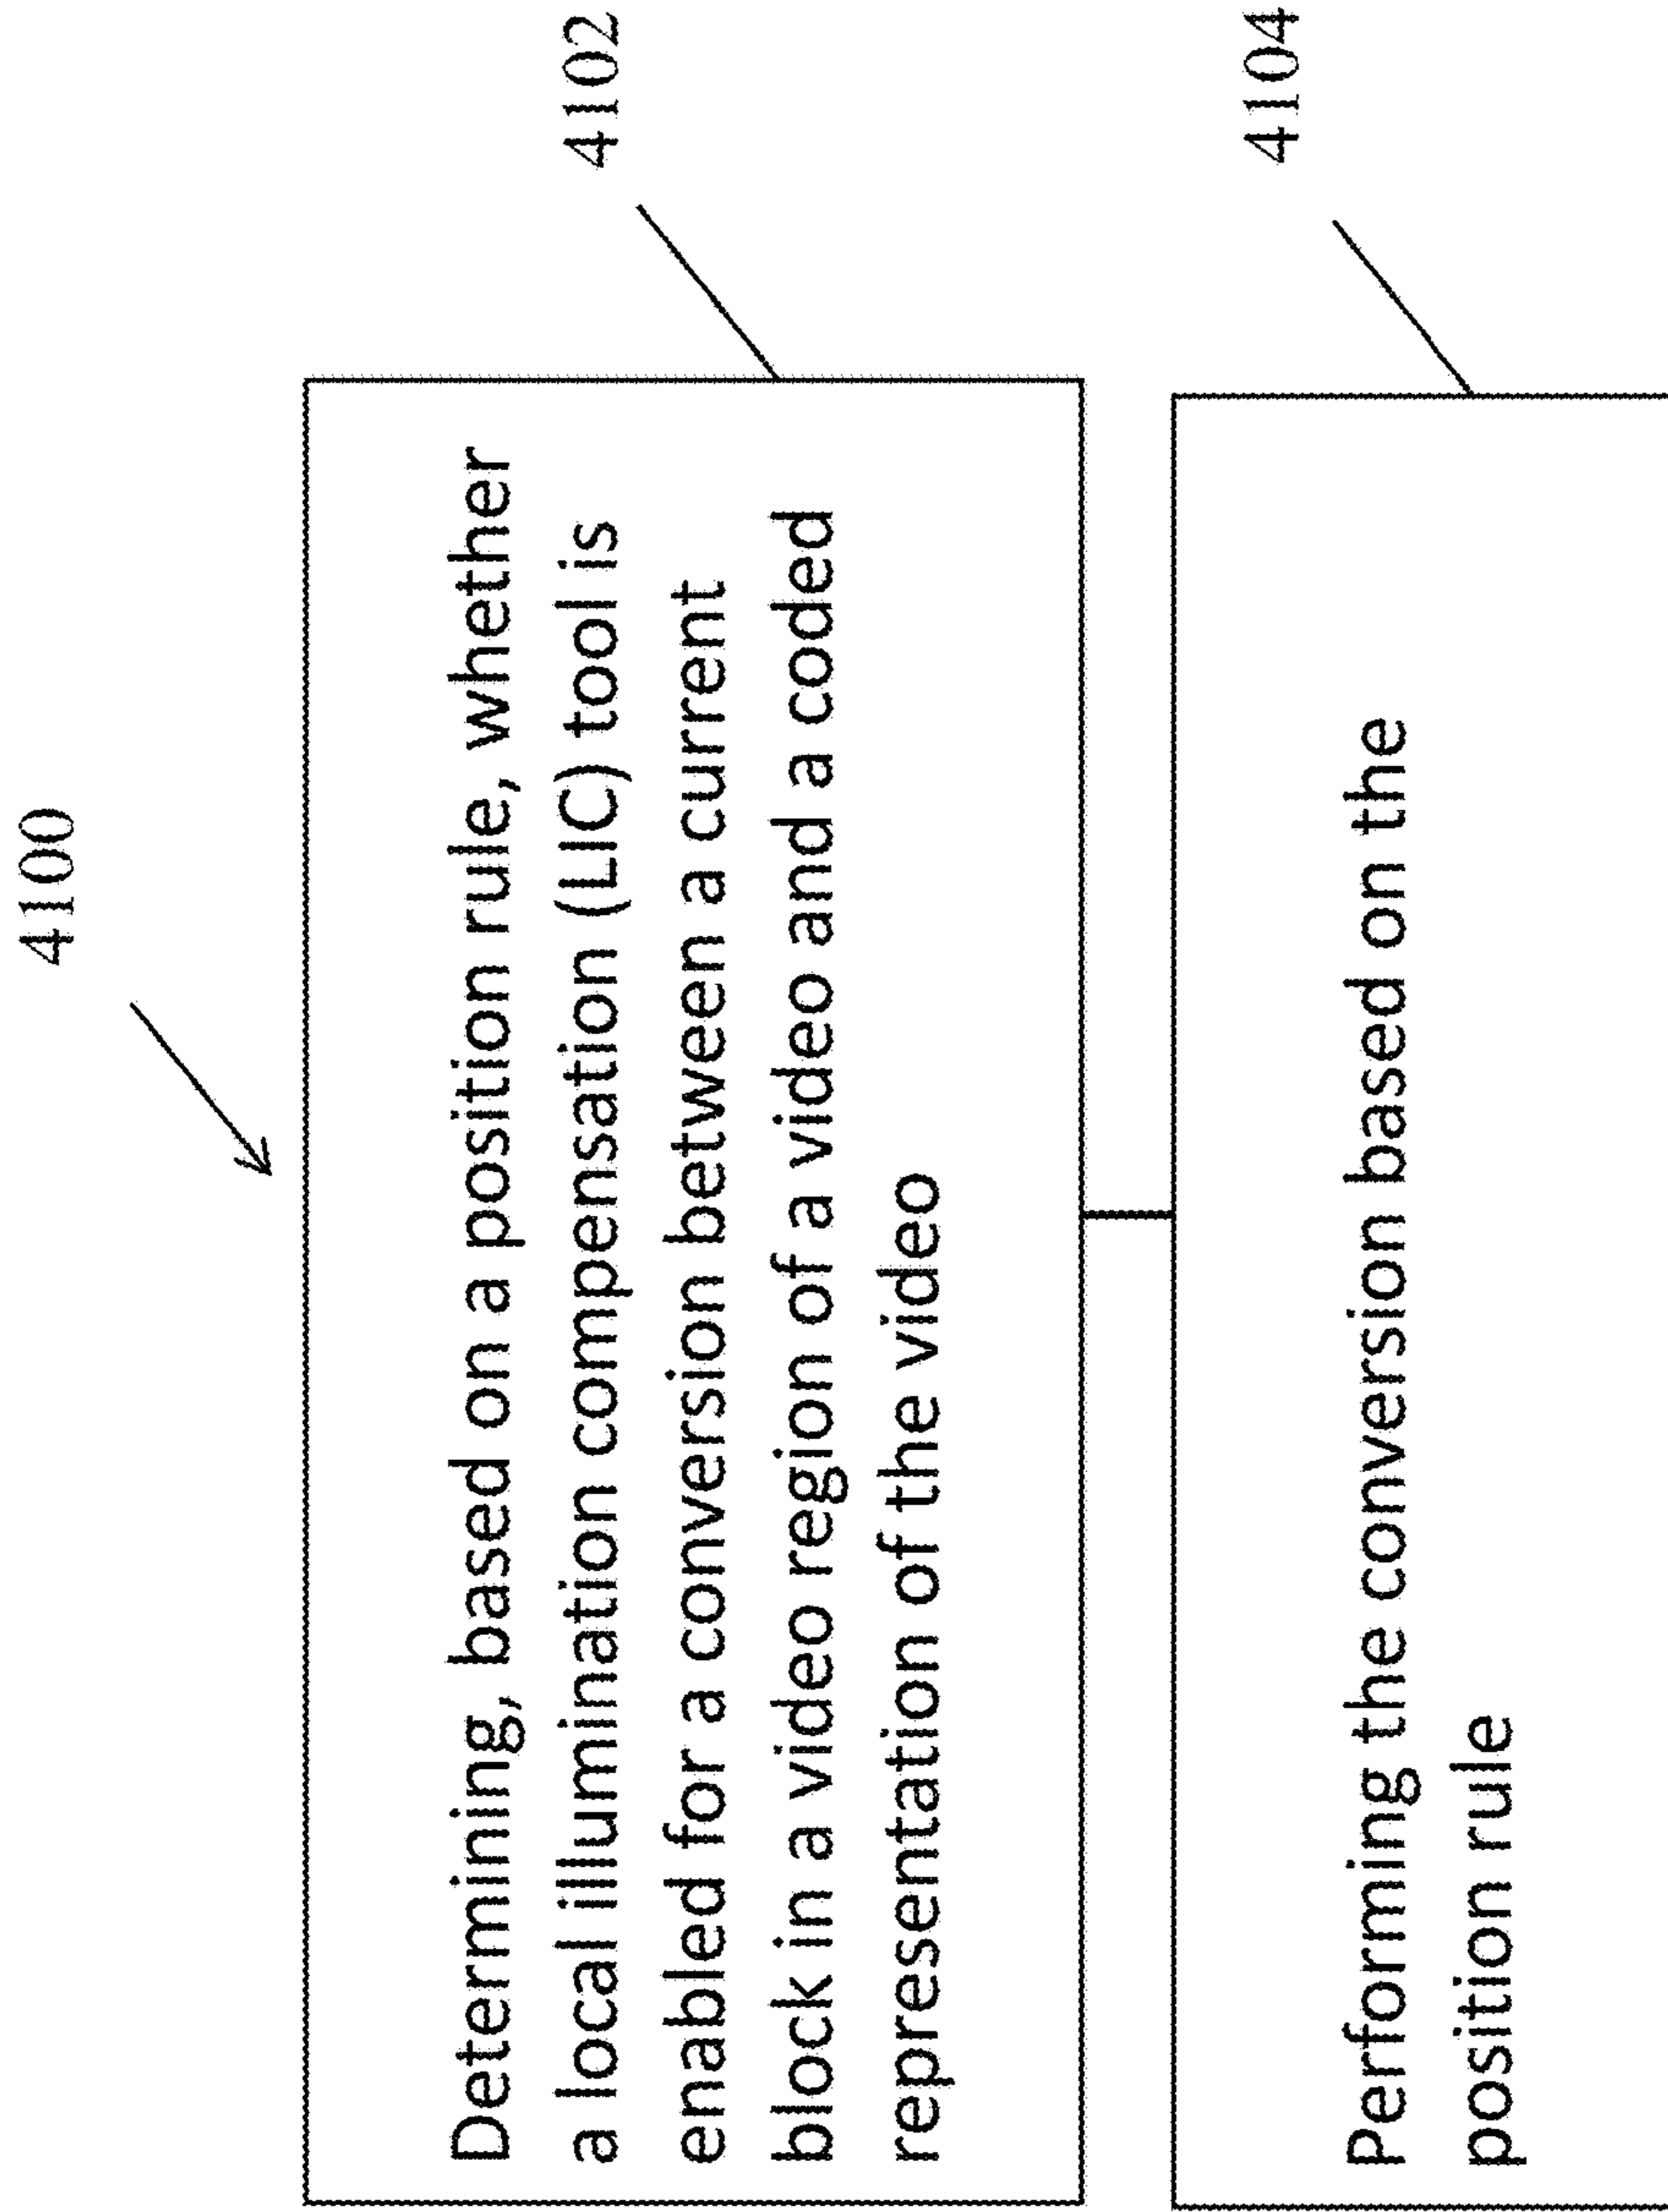 4100
Determining, based on a position rule, whether
a local illumination compensation (LIC) tool is
enabled for a conversion between a current
block in a video region of a video and a coded
representation of the video
4102
Performing the conversion based on the
position rule
4104